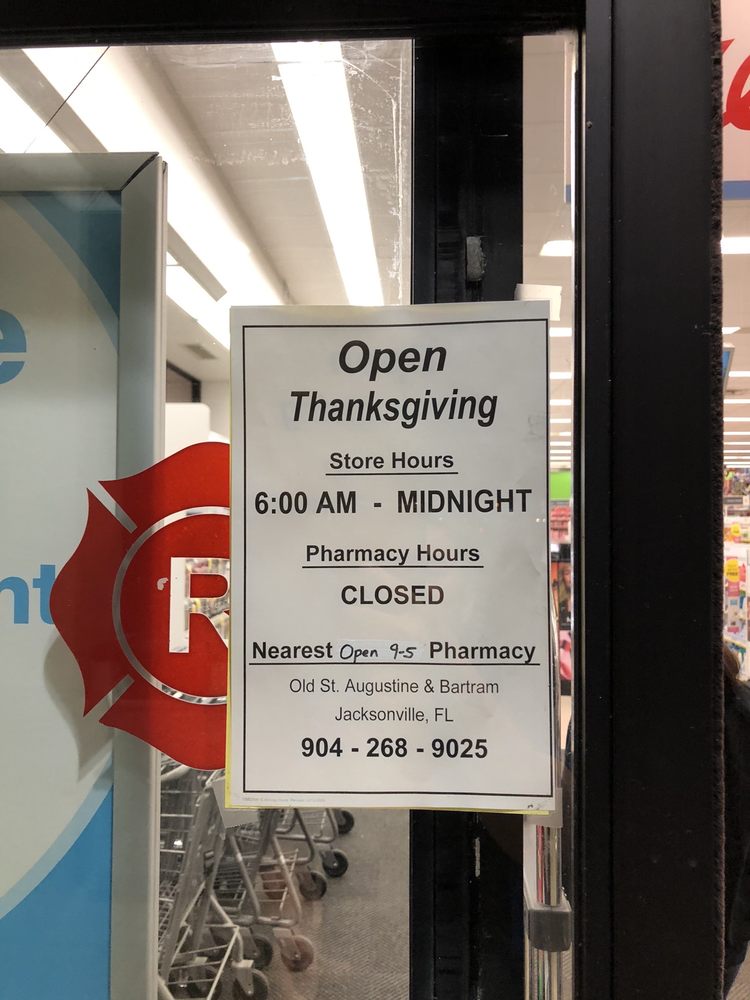 Open
Thanksgiving
Store Hours
6:00 AM - MIDNIGHT
Pharmacy Hours
CLOSED
Nearest Open 9-5 Pharmacy
Old St. Augustine & Bartram
Jacksonville, FL
904 - 268 - 9025
e
nt
R